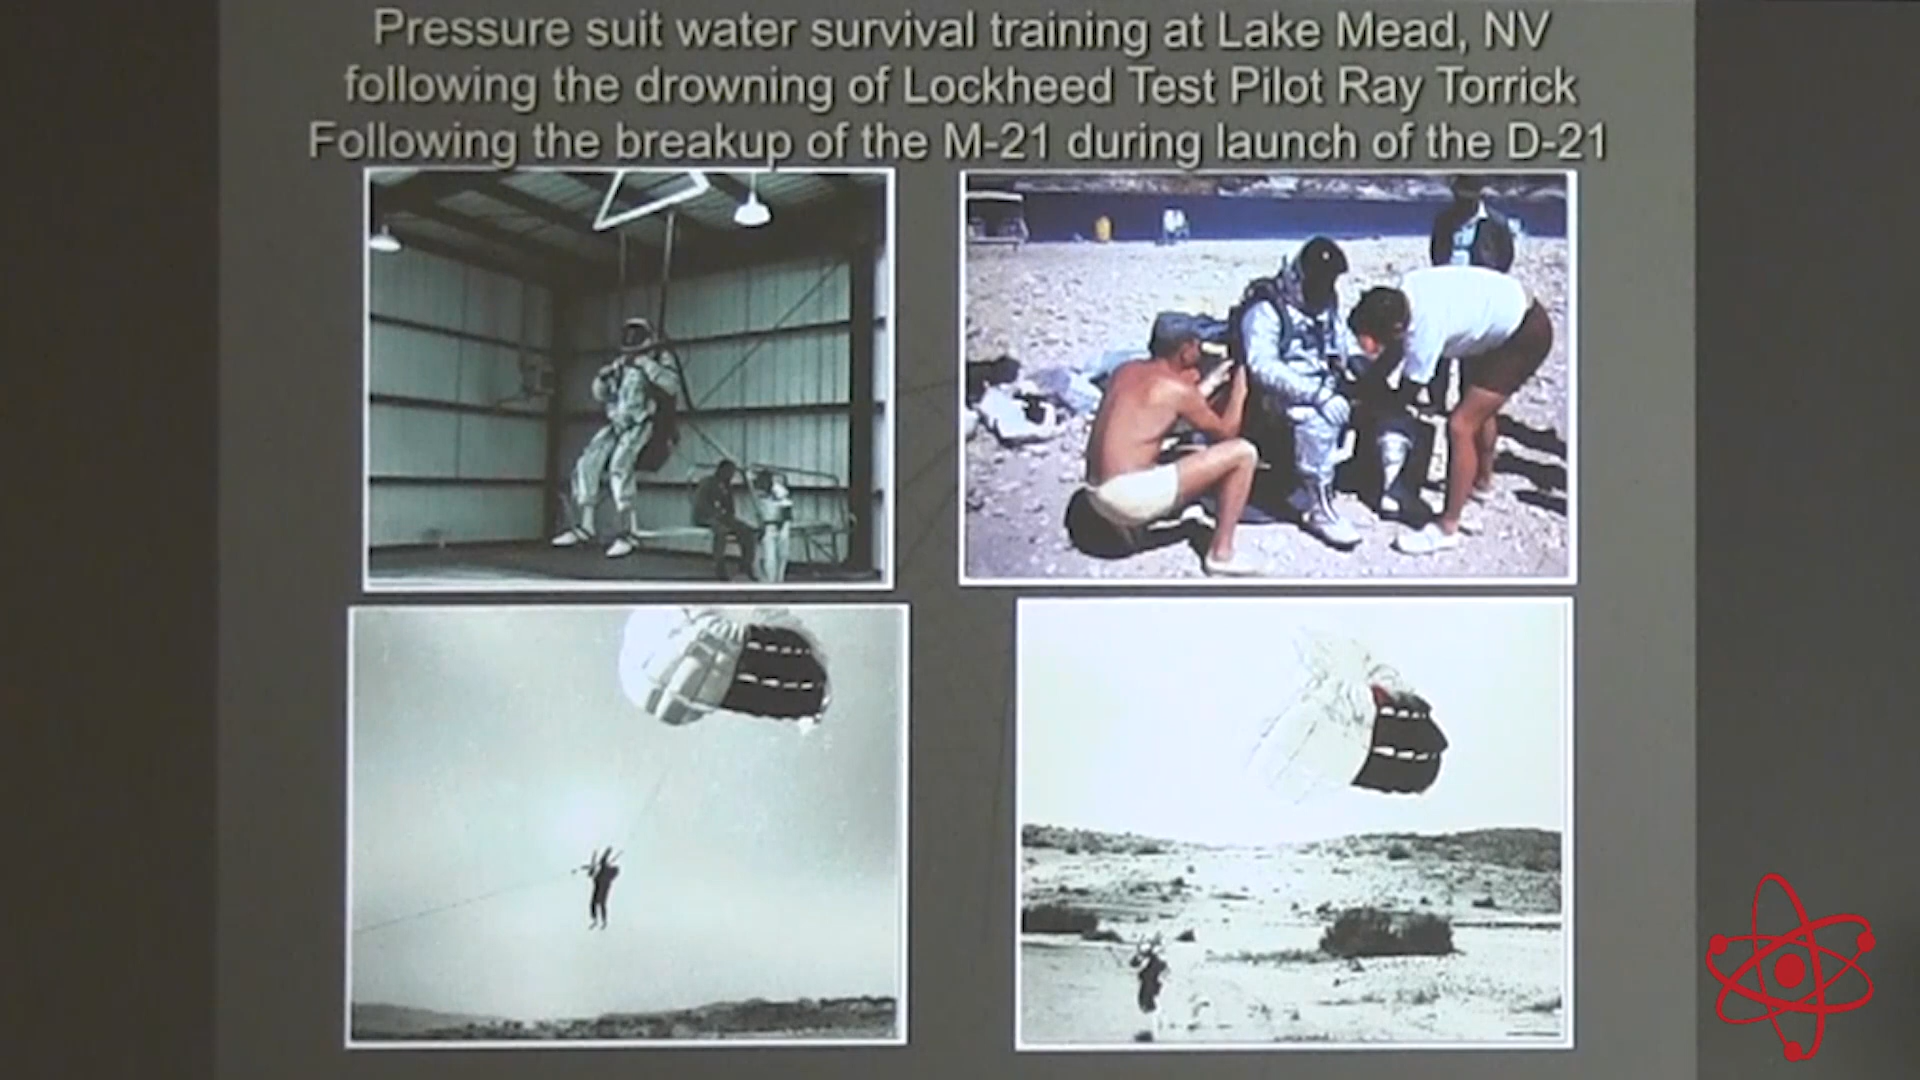 Pressure suit water survival training at Lake Mead, NV
following the drowning of Lockheed Test Pilot Ray Torrick
Following the breakup of the M-21 during launch of the D-21